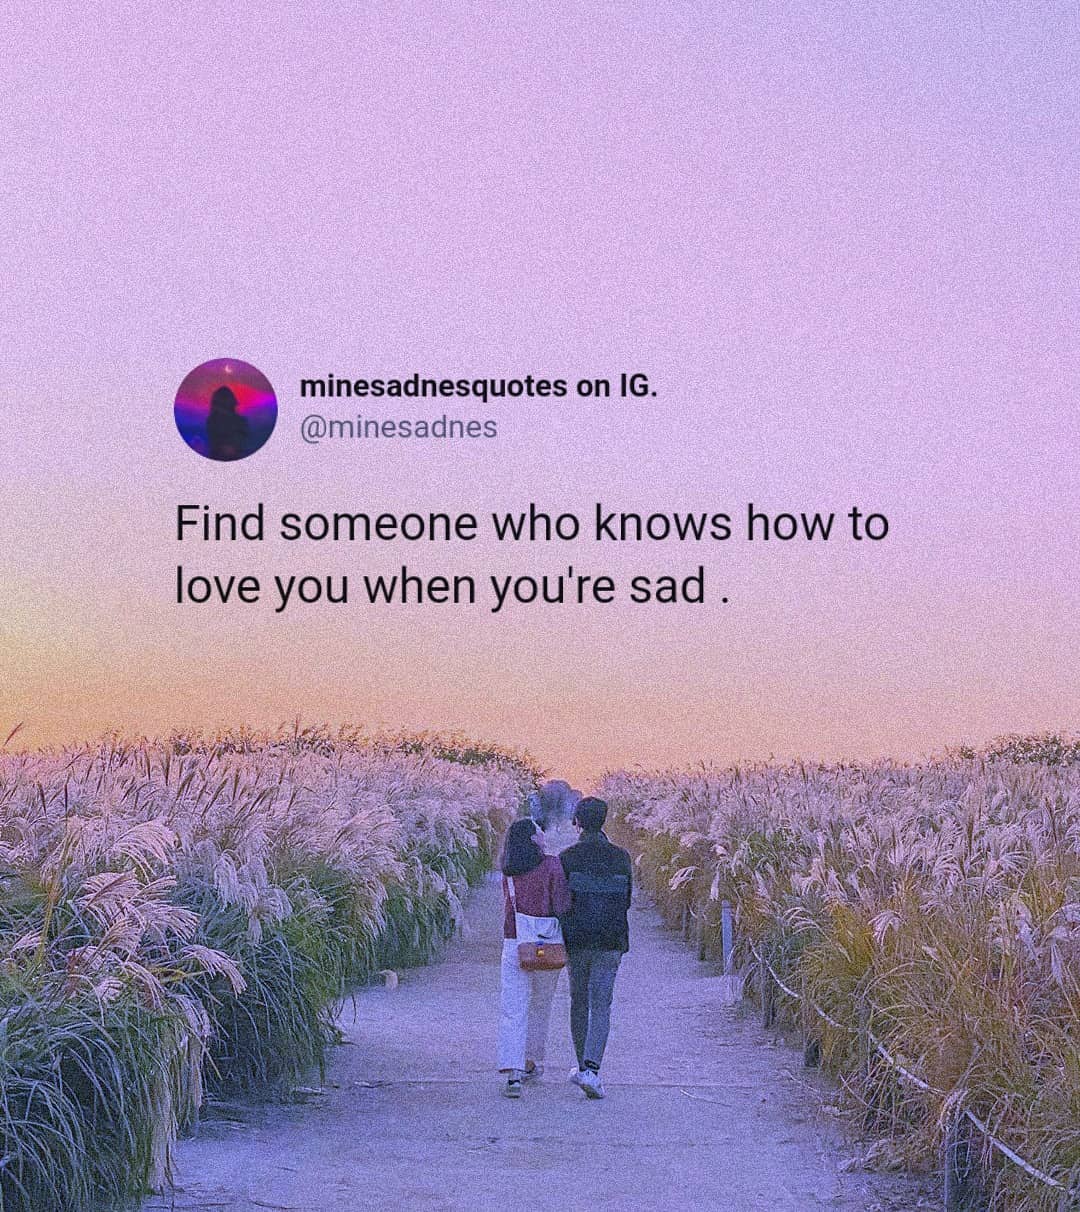 minesadnesquotes on IG.
@minesadnes
Find someone who knows how to
love you when you're sad .